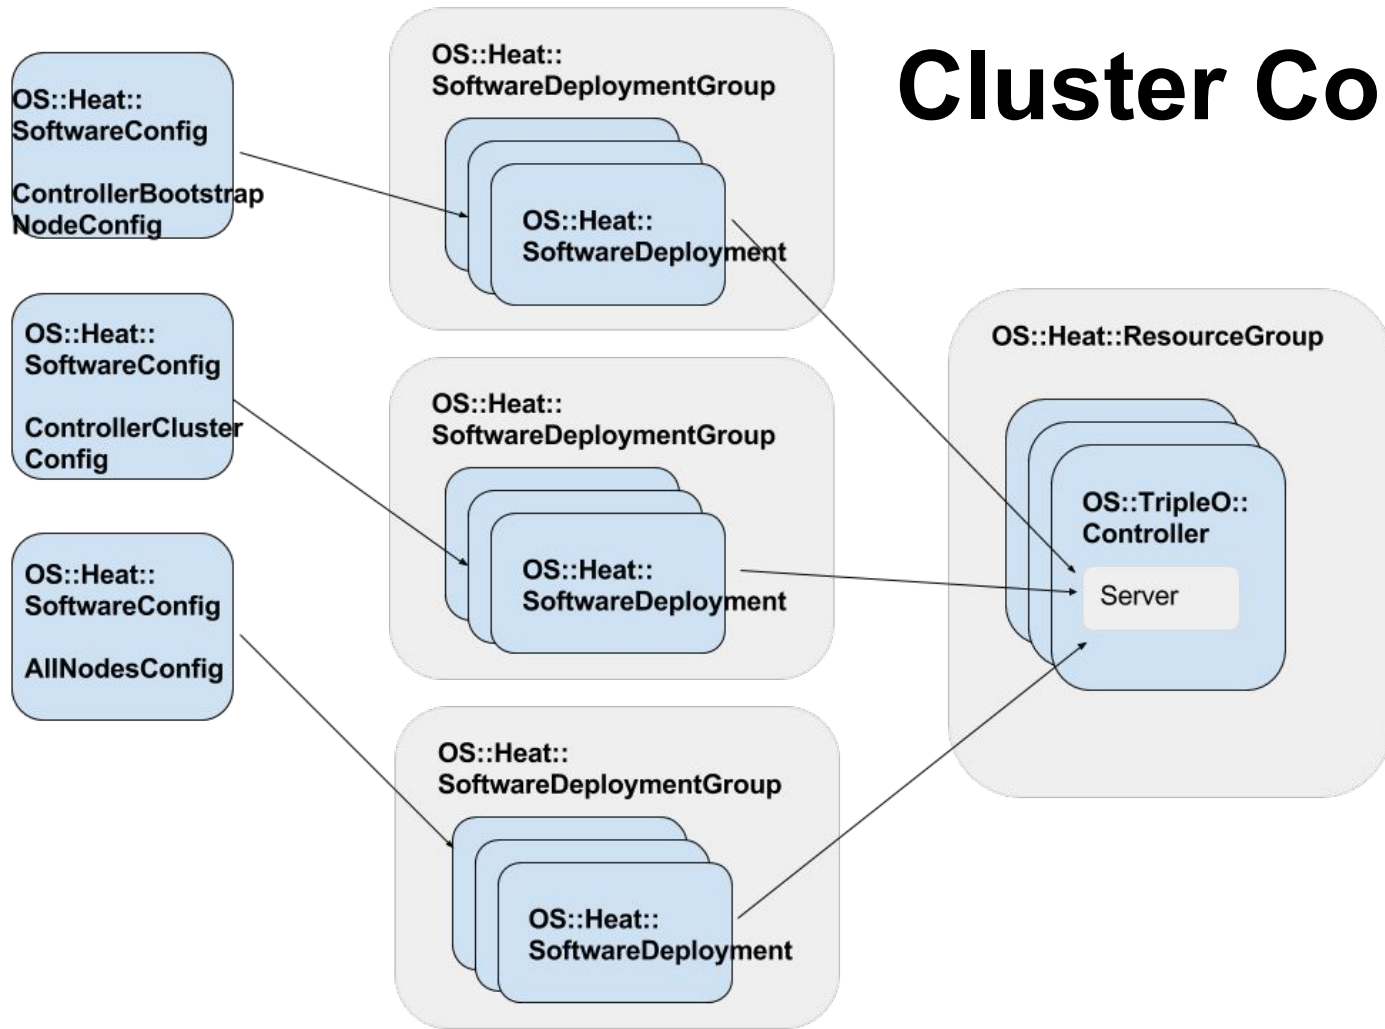 Cluster Co
OS::Heat::
SoftwareConfig
ControllerBootstrap
NodeConfig
OS::Heat::
SoftwareConfig
ControllerCluster
Config
OS::Heat::
SoftwareConfig
AllNodesConfig
OS::Heat::
SoftwareDeploymentGroup
OS::Heat::
SoftwareDeployment
OS::Heat::
SoftwareDeploymentGroup
OS::Heat::
SoftwareDeployment
OS::Heat::
SoftwareDeploymentGroup
OS::Heat::
SoftwareDeployment
OS::Heat::ResourceGroup
OS::TripleO::
Controller
Server